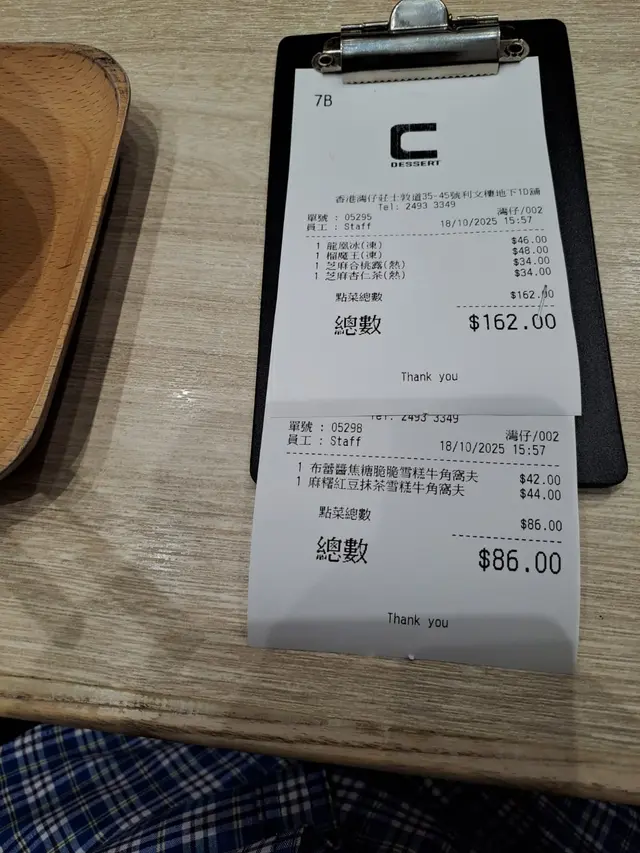 7B
C
DESSERT
香港灣仔莊士敦道35-45號利文樓地下1D舖
Tel: 2493 3349
單號 : 05295 灣仔/002
員工 : Staff 18/10/2025 15:57
1 龍凰冰(凍) $46.00
1 榴魔王(凍) $48.00
1 芝麻合桃露(熱) $34.00
1 芝麻杏仁茶(熱) $34.00
點菜總數 $162.00
總數 $162.00
Thank you
Tel: 2493 3349
單號 : 05298 灣仔/002
員工 : Staff 18/10/2025 15:57
1 布蕾醬焦糖脆脆雪糕牛角窩夫 $42.00
1 麻糬紅豆抹茶雪糕牛角窩夫 $44.00
點菜總數 $86.00
總數 $86.00
Thank you